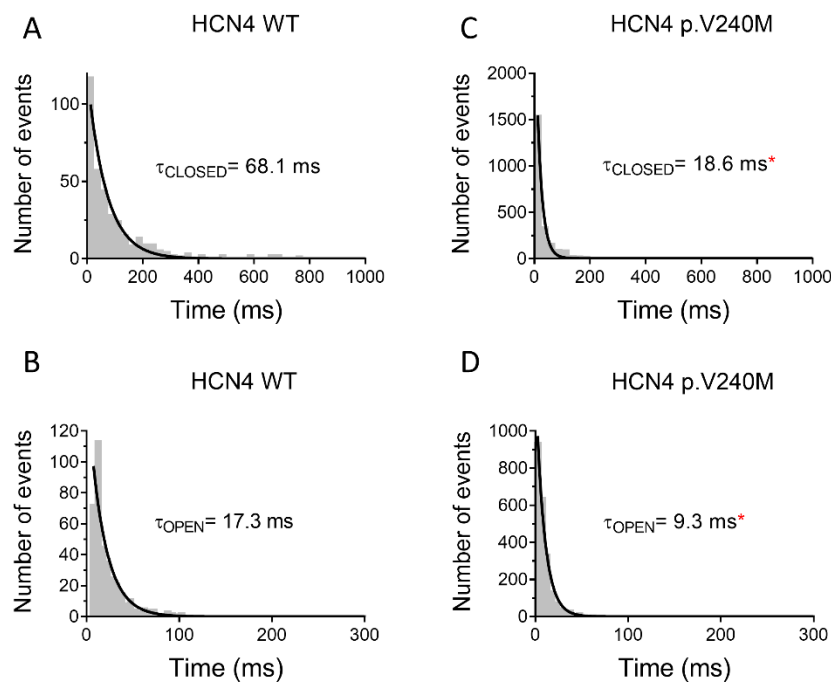 A
HCN4 WT
Number of events
100
50
0
τCLOSED= 68.1 ms
0 200 400 600 800 1000
Time (ms)
C
HCN4 p.V240M
Number of events
2000
1500
1000
500
0
τCLOSED= 18.6 ms*
0 200 400 600 800 1000
Time (ms)
B
HCN4 WT
Number of events
120
100
80
60
40
20
0
τOPEN= 17.3 ms
0 100 200 300
Time (ms)
D
HCN4 p.V240M
Number of events
1000
800
600
400
200
0
τOPEN= 9.3 ms*
0 100 200 300
Time (ms)